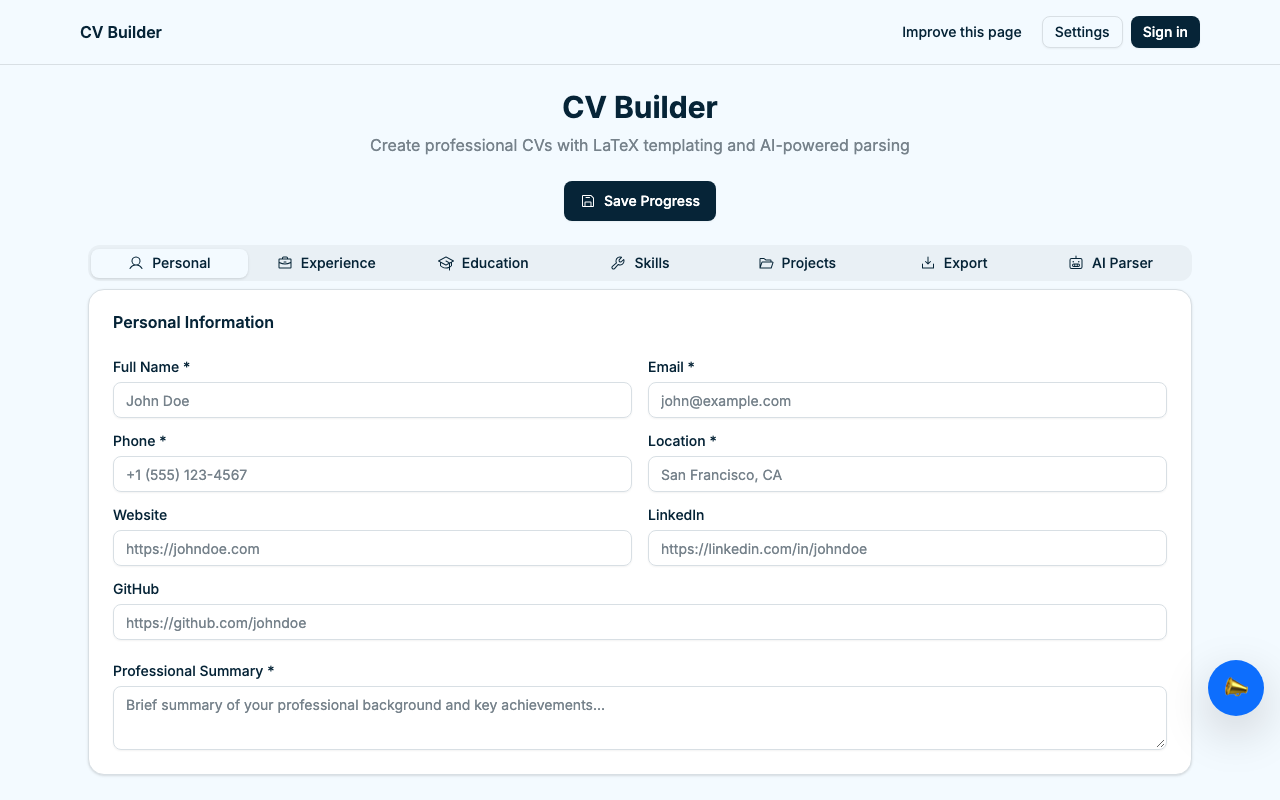 CV Builder
Improve this page
Settings
Sign in
CV Builder
Create professional CVs with LaTeX templating and AI-powered parsing
Save Progress
Personal
Experience
Education
Skills
Projects
Export
AI Parser
Personal Information
Full Name *
Email *
John Doe
john@example.com
Phone *
Location *
+1 (555) 123-4567
San Francisco, CA
Website
LinkedIn
https://johndoe.com
https://linkedin.com/in/johndoe
GitHub
https://github.com/johndoe
Professional Summary *
Brief summary of your professional background and key achievements...